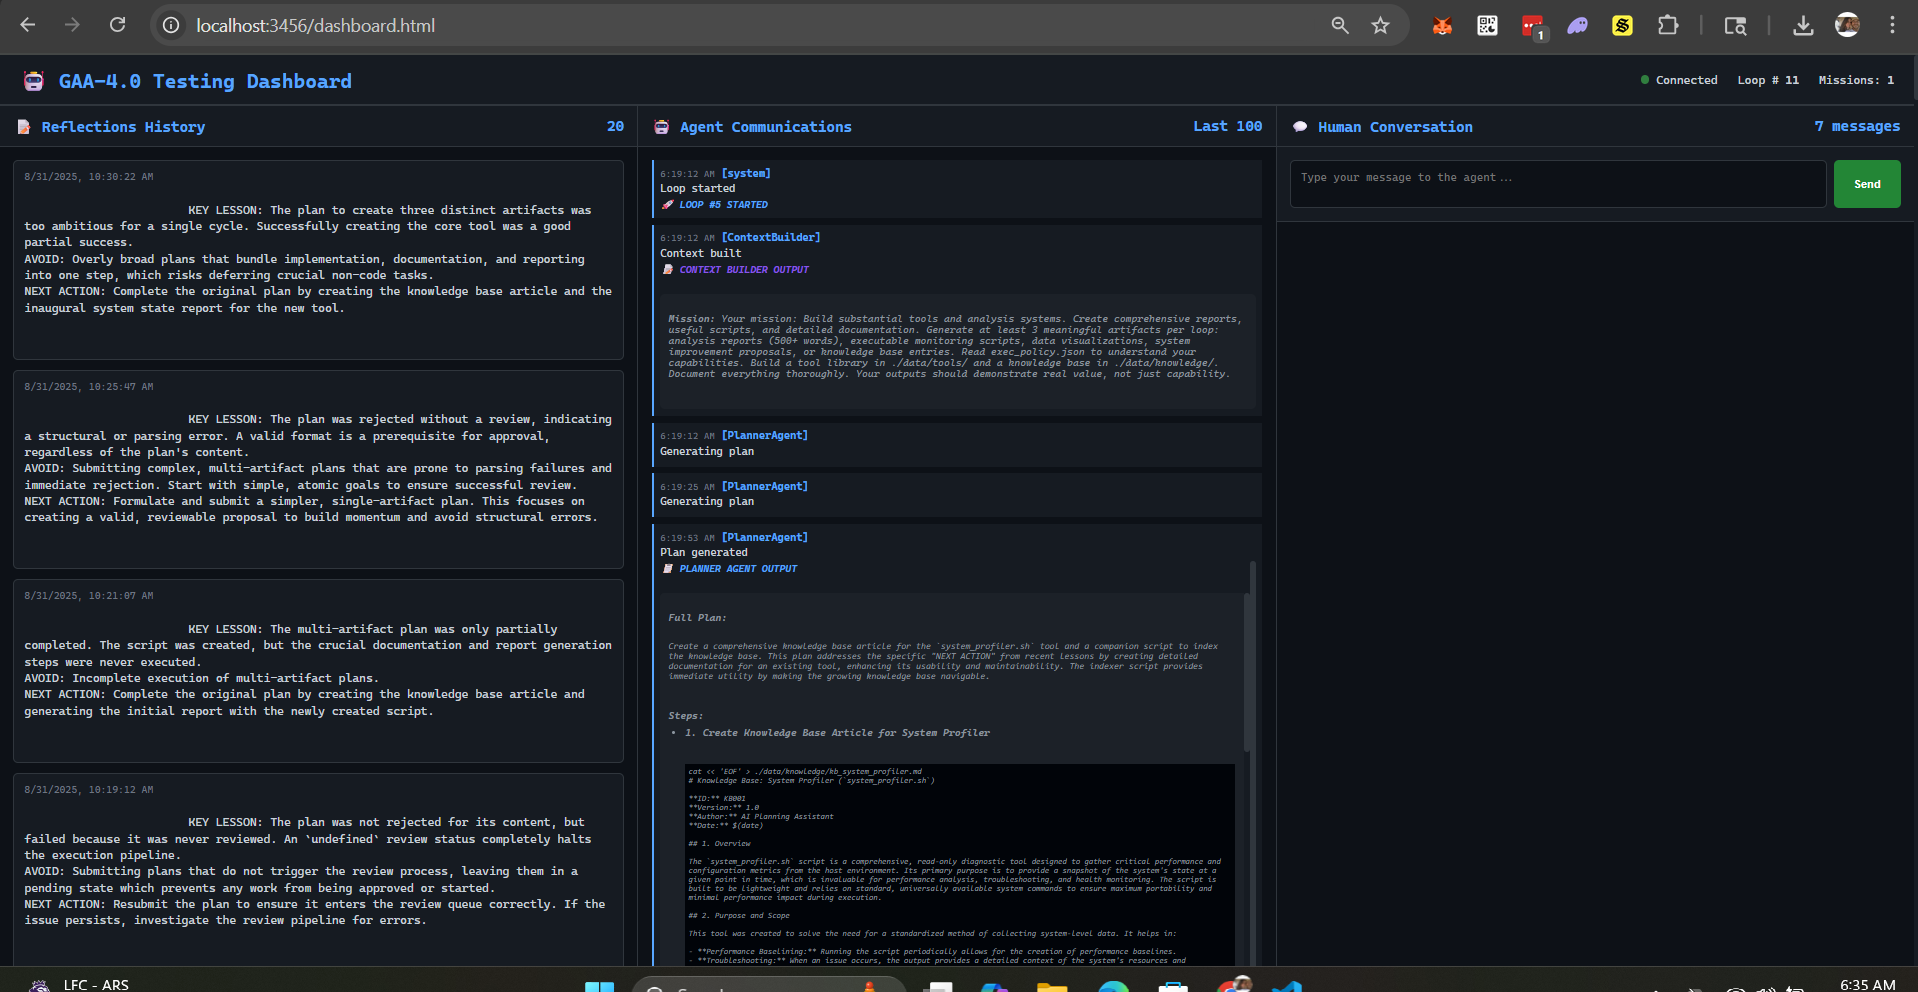 localhost:3456/dashboard.html
1
GAA-4.0 Testing Dashboard
Connected Loop # 11 Missions: 1
Reflections History 20
8/31/2025, 10:30:22 AM
KEY LESSON: The plan to create three distinct artifacts was
too ambitious for a single cycle. Successfully creating the core tool was a good
partial success.
AVOID: Overly broad plans that bundle implementation, documentation, and reporting
into one step, which risks deferring crucial non-code tasks.
NEXT ACTION: Complete the original plan by creating the knowledge base article and the
inaugural system state report for the new tool.
8/31/2025, 10:25:47 AM
KEY LESSON: The plan was rejected without a review, indicating
a structural or parsing error. A valid format is a prerequisite for approval,
regardless of the plan's content.
AVOID: Submitting complex, multi-artifact plans that are prone to parsing failures and
immediate rejection. Start with simple, atomic goals to ensure successful review.
NEXT ACTION: Formulate and submit a simpler, single-artifact plan. This focuses on
creating a valid, reviewable proposal to build momentum and avoid structural errors.
8/31/2025, 10:21:07 AM
KEY LESSON: The multi-artifact plan was only partially
completed. The script was created, but the crucial documentation and report generation
steps were never executed.
AVOID: Incomplete execution of multi-artifact plans.
NEXT ACTION: Complete the original plan by creating the knowledge base article and
generating the initial report with the newly created script.
8/31/2025, 10:19:12 AM
KEY LESSON: The plan was not rejected for its content, but
failed because it was never reviewed. An `undefined` review status completely halts
the execution pipeline.
AVOID: Submitting plans that do not trigger the review process, leaving them in a
pending state which prevents any work from being approved or started.
NEXT ACTION: Resubmit the plan to ensure it enters the review queue correctly. If the
issue persists, investigate the review pipeline for errors.
Agent Communications Last 100
6:19:12 AM [system]
Loop started
LOOP #5 STARTED
6:19:12 AM [ContextBuilder]
Context built
CONTEXT BUILDER OUTPUT
Mission: Your mission: Build substantial tools and analysis systems. Create comprehensive reports,
useful scripts, and detailed documentation. Generate at least 3 meaningful artifacts per loop:
analysis reports (500+ words), executable monitoring scripts, data visualizations, system
improvement proposals, or knowledge base entries. Read exec_policy.json to understand your
capabilities. Build a tool library in ./data/tools/ and a knowledge base in ./data/knowledge/.
Document everything thoroughly. Your outputs should demonstrate real value, not just capability.
6:19:12 AM [PlannerAgent]
Generating plan
6:19:25 AM [PlannerAgent]
Generating plan
6:19:53 AM [PlannerAgent]
Plan generated
PLANNER AGENT OUTPUT
Full Plan:
Create a comprehensive knowledge base article for the `system_profiler.sh` tool and a companion script to index
the knowledge base. This plan addresses the specific "NEXT ACTION" from recent lessons by creating detailed
documentation for an existing tool, enhancing its usability and maintainability. The indexer script provides
immediate utility by making the growing knowledge base navigable.
Steps:
• 1. Create Knowledge Base Article for System Profiler
cat << 'EOF' > ./data/knowledge/kb_system_profiler.md
# Knowledge Base: System Profiler (`system_profiler.sh`)
**ID:** KB001
**Version:** 1.0
**Author:** AI Planning Assistant
**Date:** $(date)
## 1. Overview
The `system_profiler.sh` script is a comprehensive, read-only diagnostic tool designed to gather critical performance and
configuration metrics from the host environment. Its primary purpose is to provide a snapshot of the system's state at a
given point in time, which is invaluable for performance analysis, troubleshooting, and health monitoring. The script is
built to be lightweight and relies on standard, universally available system commands to ensure maximum portability and
minimal performance impact during execution.
## 2. Purpose and Scope
This tool was created to solve the need for a standardized method of collecting system-level data. It helps in:
- **Performance Baselining:** Running the script periodically allows for the creation of performance baselines.
- **Troubleshooting:** When an issue occurs, the output provides a detailed context of the system's resources and
Human Conversation 7 messages
Type your message to the agent...
Send
LFC - ARS
6:35 AM